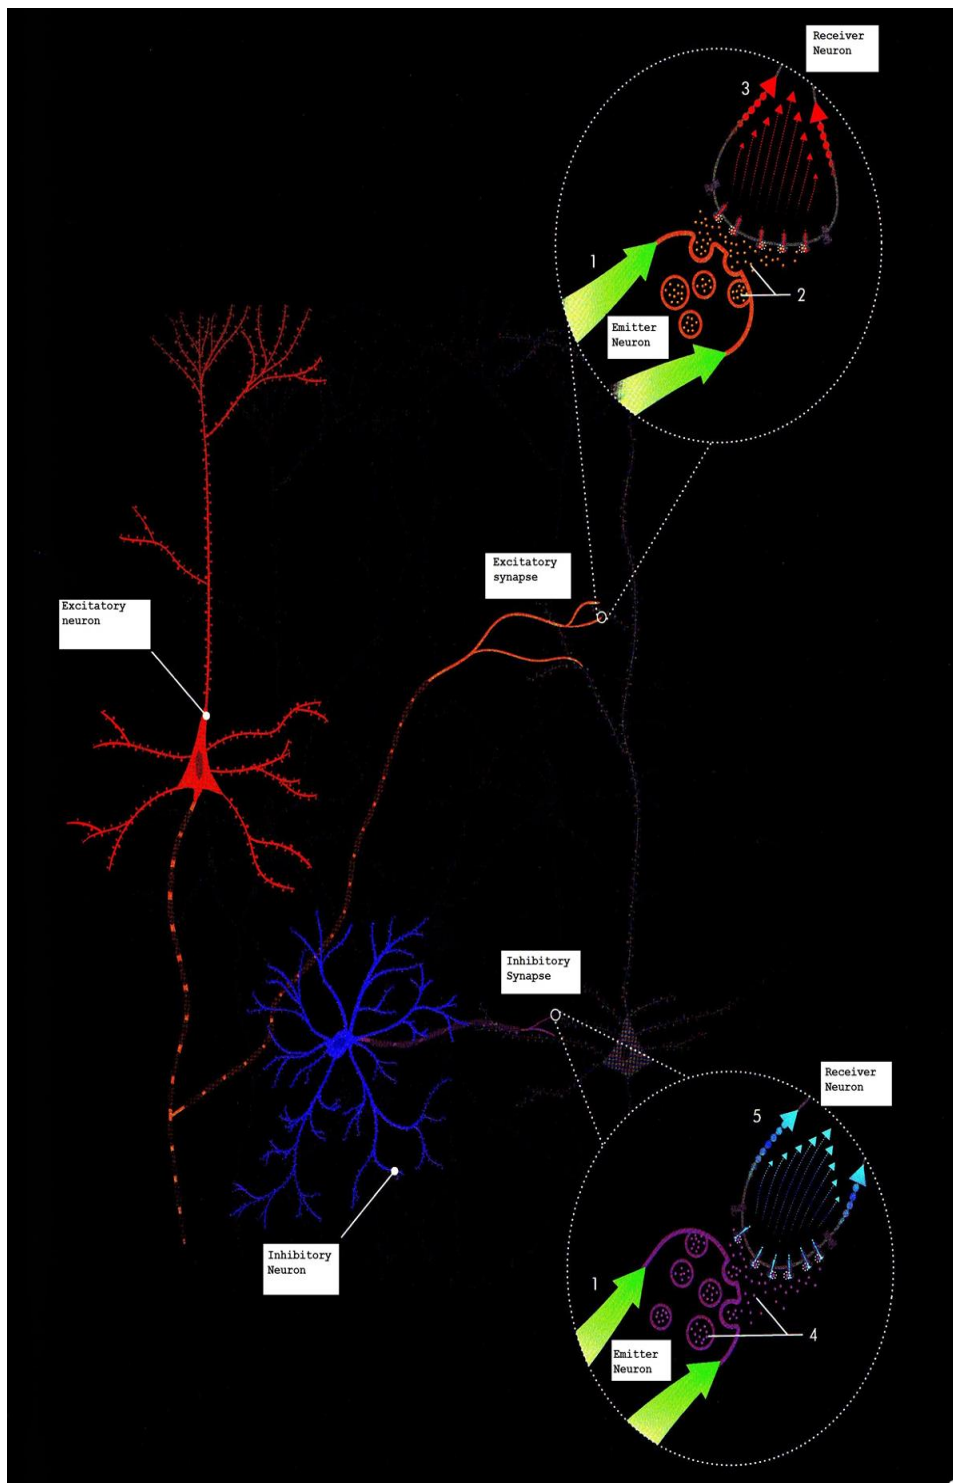 Receiver
Neuron
3
1
2
Emitter
Neuron
Excitatory
synapse
Excitatory
neuron
Inhibitory
Synapse
Receiver
Neuron
5
1
4
Emitter
Neuron
Inhibitory
Neuron